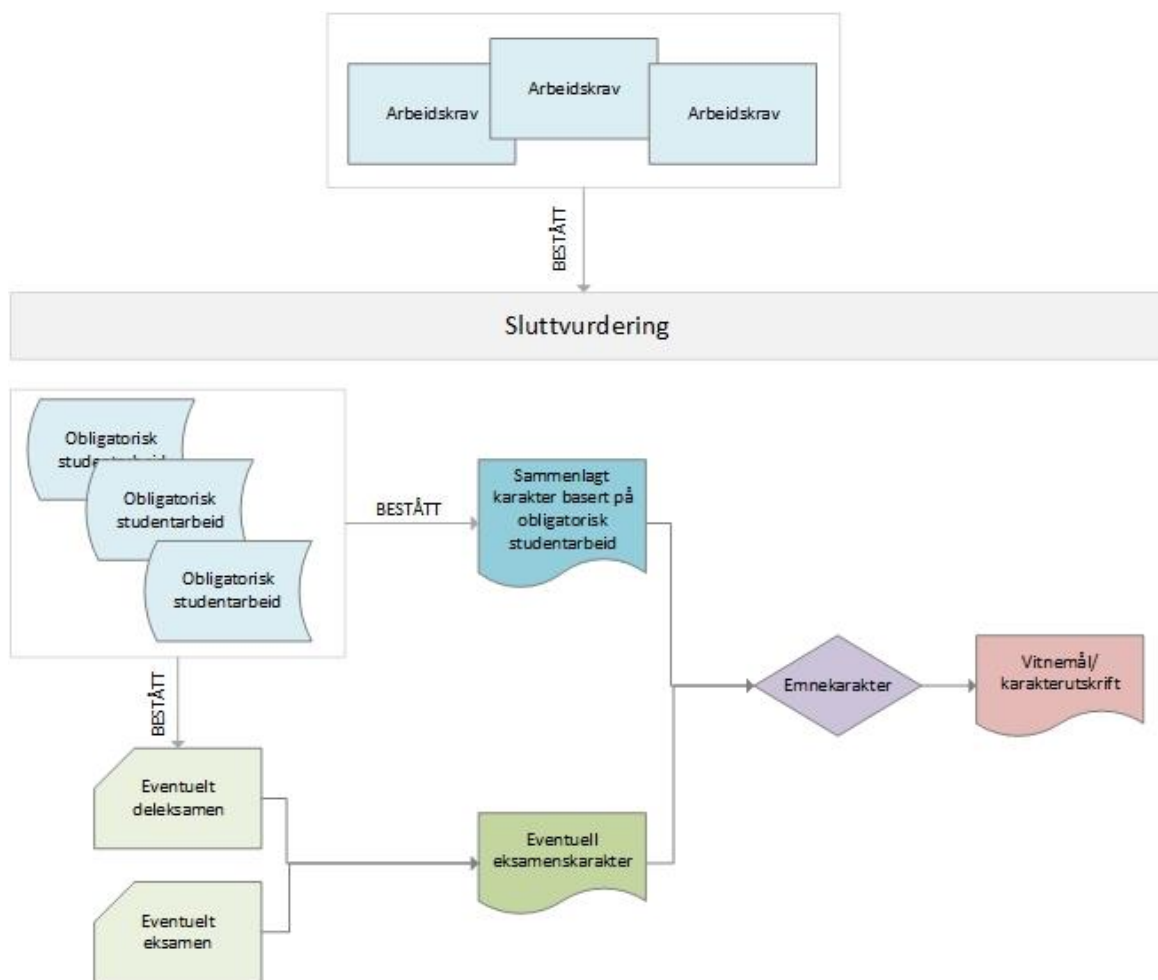 Arbeidskrav
Arbeidskrav
Arbeidskrav
BESTÅTT
Sluttvurdering
Obligatorisk
studentarbeid
Obligatorisk
studentarbeid
Obligatorisk
studentarbeid
BESTÅTT
Sammenlagt
karakter basert på
obligatorisk
studentarbeid
Emnekarakter
Vitnemål/
karakterutskrift
BESTÅTT
Eventuelt
deleksamen
Eventuell
eksamenskarakter
Eventuelt
eksamen